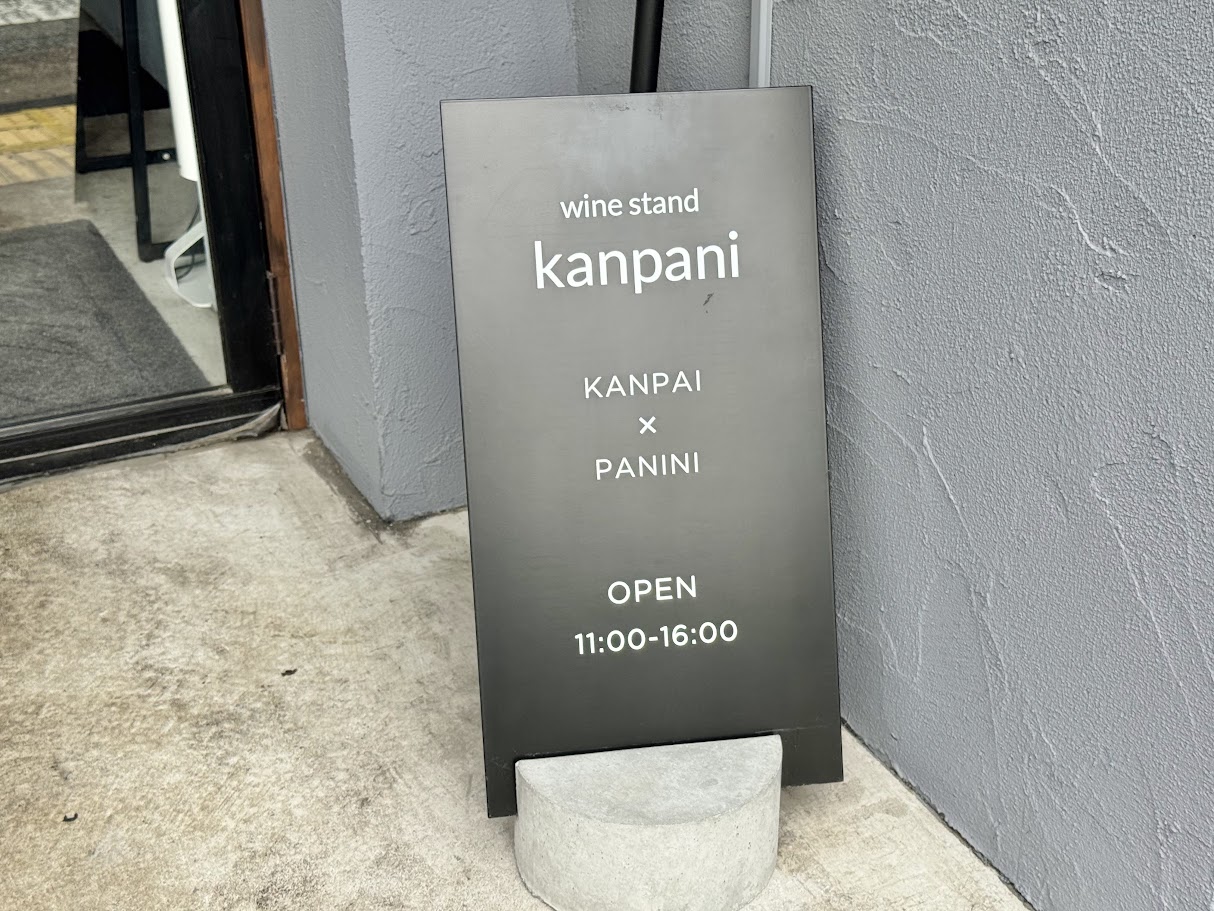 wine stand
kanpani
KANPAI
×
PANINI
OPEN
11:00-16:00